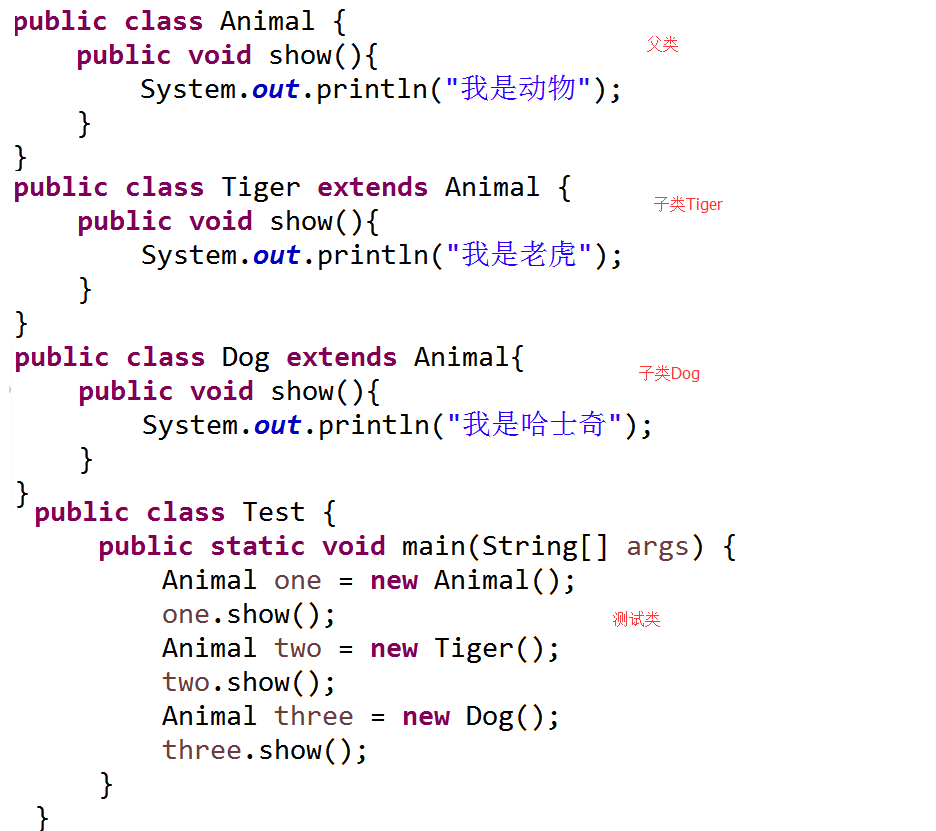 public class Animal {
父类
public void show(){
System.out.println("我是动物");
}
}
public class Tiger extends Animal {
子类Tiger
public void show(){
System.out.println("我是老虎");
}
}
public class Dog extends Animal{
子类Dog
public void show(){
System.out.println("我是哈士奇");
}
}
public class Test {
public static void main(String[] args) {
Animal one = new Animal();
one.show();
测试类
Animal two = new Tiger();
two.show();
Animal three = new Dog();
three.show();
}
}